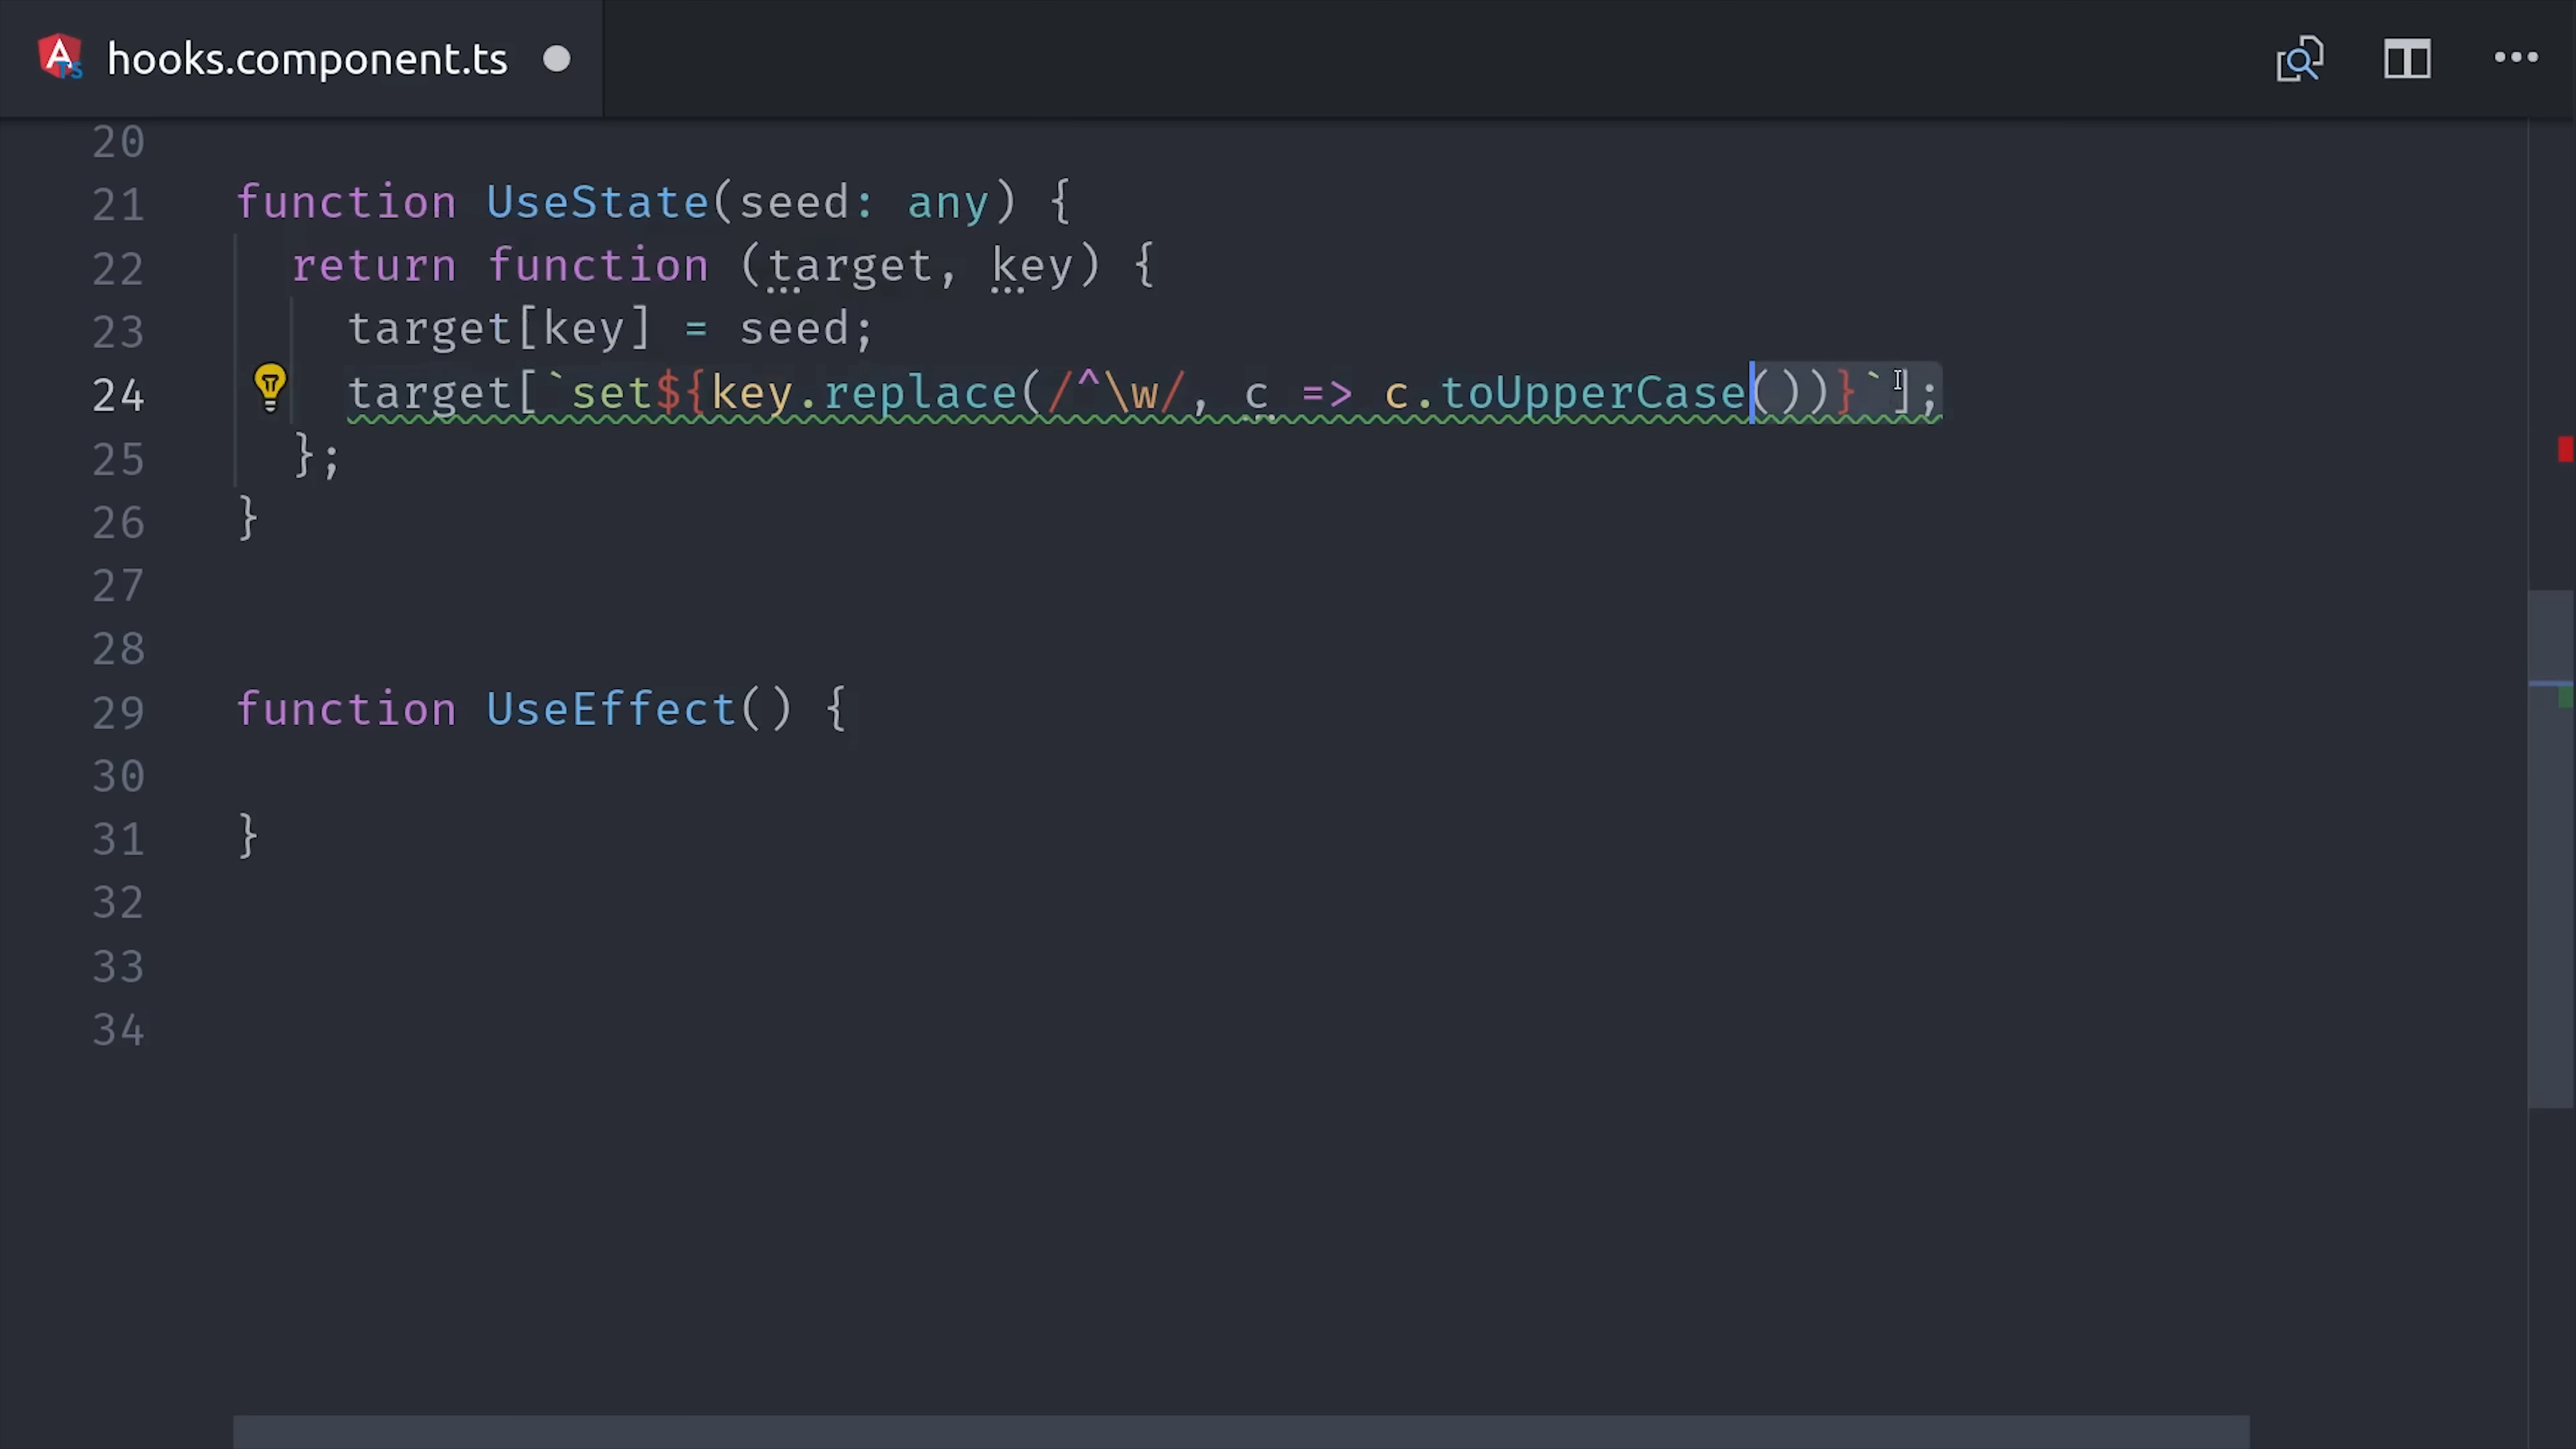 hooks.component.ts
20
21 function UseState(seed: any) {
22 return function (target, key) {
23 target[key] = seed;
24 target[`set${key.replace(/^\w/, c => c.toUpperCase())}`];
25 };
26 }
27
28
29 function UseEffect() {
30
31 }
32
33
34